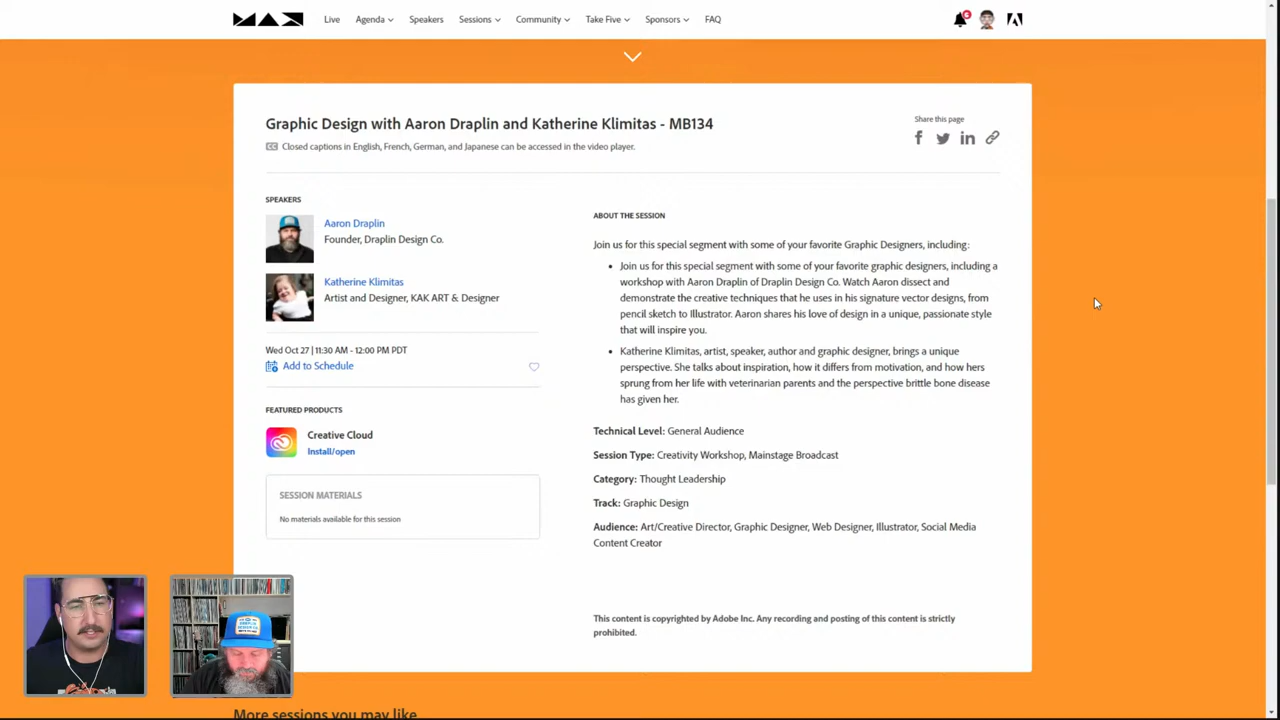 MAX
Live
Agenda
Speakers
Sessions
Community
Take Five
Sponsors
FAQ
6
Graphic Design with Aaron Draplin and Katherine Klimitas - MB134
Share this page
CC Closed captions in English, French, German, and Japanese can be accessed in the video player.
SPEAKERS
Aaron Draplin
Founder, Draplin Design Co.
Katherine Klimitas
Artist and Designer, KAK ART & Designer
Wed Oct 27 | 11:30 AM - 12:00 PM PDT
Add to Schedule
FEATURED PRODUCTS
Creative Cloud
Install/open
SESSION MATERIALS
No materials available for this session
ABOUT THE SESSION
Join us for this special segment with some of your favorite Graphic Designers, including:
• Join us for this special segment with some of your favorite graphic designers, including a
workshop with Aaron Draplin of Draplin Design Co. Watch Aaron dissect and
demonstrate the creative techniques that he uses in his signature vector designs, from
pencil sketch to Illustrator. Aaron shares his love of design in a unique, passionate style
that will inspire you.
• Katherine Klimitas, artist, speaker, author and graphic designer, brings a unique
perspective. She talks about inspiration, how it differs from motivation, and how hers
sprung from her life with veterinarian parents and the perspective brittle bone disease
has given her.
Technical Level: General Audience
Session Type: Creativity Workshop, Mainstage Broadcast
Category: Thought Leadership
Track: Graphic Design
Audience: Art/Creative Director, Graphic Designer, Web Designer, Illustrator, Social Media
Content Creator
This content is copyrighted by Adobe Inc. Any recording and posting of this content is strictly
prohibited.
More sessions you may like